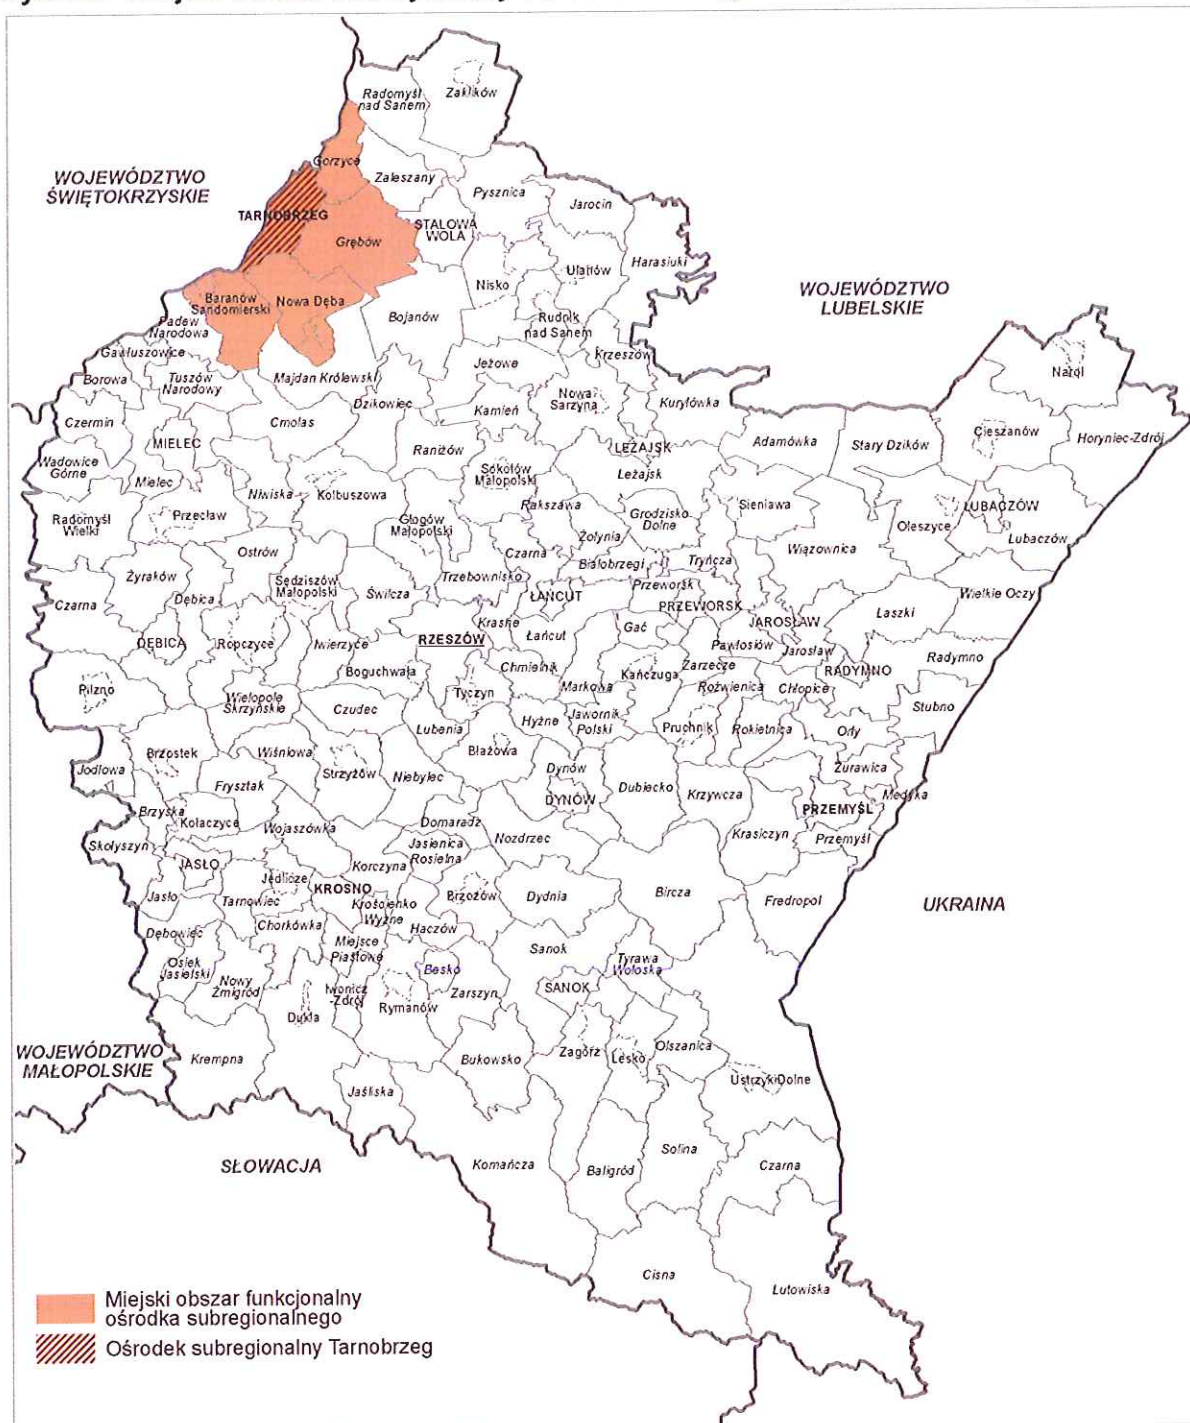 Radomyśl
nad Sanem
Zaklików
Gorzyce
WOJEWÓDZTWO
ŚWIĘTOKRZYSKIE
Zaleszany
Pysznica
Jarocin
TARNOBRZEG
STALOWA
WOLA
Grębów
Harasiuki
Ulanów
Nisko
WOJEWÓDZTWO
LUBELSKIE
Baranów
Sandomierski
Nowa Dęba
Bojanów
Rudnik
nad Sanem
Padew
Narodowa
Gawłuszowice
Krzeszów
Jeżowe
Narol
Borowa
Tuszów
Narodowy
Majdan Królewski
Dzikowiec
Kamień
Nowa
Sarzyna
Kuryłówka
Czermin
Cmolas
MIELEC
Raniżów
LEŻAJSK
Adamówka
Stary Dzików
Cieszanów
Horyniec-Zdrój
Wadowice
Górne
Mielec
Niwiska
Kolbuszowa
Sokołów
Małopolski
Leżajsk
Radomyśl
Wielki
Przecław
Głogów
Małopolski
Rakszawa
Grodzisko
Dolne
Sieniawa
Oleszyce
LUBACZÓW
Lubaczów
Ostrów
Czarna
Żołynia
Wiązownica
Żyraków
Dębica
Sędziszów
Małopolski
Świlcza
Trzebownisko
Białobrzegi
Tryńcza
Przeworsk
Wielkie Oczy
Czarna
ŁAŃCUT
PRZEWORSK
Laszki
DĘBICA
Ropczyce
Iwierzyce
RZESZÓW
Krasne
Łańcut
Gać
JAROSŁAW
Pawłosiów
Jarosław
Radymno
Boguchwała
Chmielnik
Kańczuga
Zarzecze
RADYMNO
Pilzno
Wielopole
Skrzyńskie
Tyczyn
Markowa
Roźwienica
Chłopice
Stubno
Czudec
Lubenia
Hyżne
Jawornik
Polski
Pruchnik
Rokietnica
Orły
Brzostek
Wiśniowa
Strzyżów
Błażowa
Żurawica
Jodłowa
Frysztak
Niebylec
Dynów
DYNÓW
Dubiecko
Krzywcza
PRZEMYŚL
Medyka
Brzyska
Kołaczyce
Wojaszówka
Domaradz
Nozdrzec
Krasiczyn
Przemyśl
Skołyszyn
JASŁO
Korczyna
Jasienica
Rosielna
Jasło
Tarnowiec
Jedlicze
KROSNO
Krościenko
Wyżne
Brzozów
Dydnia
Bircza
Fredropol
UKRAINA
Chorkówka
Haczów
Dębowiec
Osiek
Jasielski
Miejsce
Piastowe
Sanok
Tyrawa
Wołoska
Nowy
Żmigród
Besko
Zarszyn
SANOK
Iwonicz
-Zdrój
Dukla
Rymanów
WOJEWÓDZTWO
MAŁOPOLSKIE
Krempna
Bukowsko
Zagórz
Lesko
Olszanica
Ustrzyki Dolne
Jaśliska
SŁOWACJA
Komańcza
Baligród
Solina
Czarna
Cisna
Lutowiska
Miejski obszar funkcjonalny
ośrodka subregionalnego
Ośrodek subregionalny Tarnobrzeg